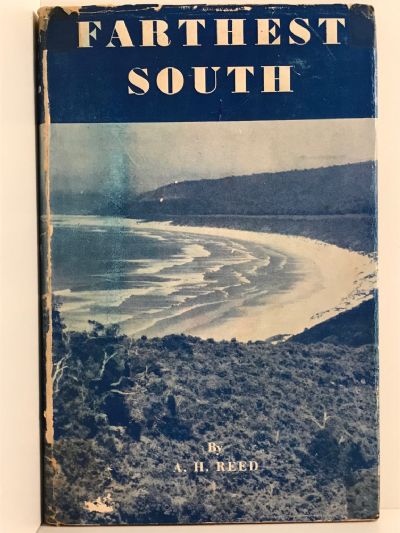 FARTHEST
SOUTH
By
A. H. REED